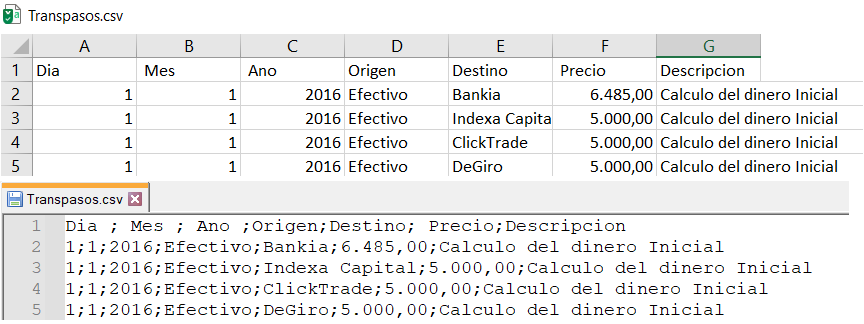 Transpasos.csv
A B C D E F G
1 Dia Mes Ano Origen Destino Precio Descripcion
2 1 1 2016 Efectivo Bankia 6.485,00 Calculo del dinero Inicial
3 1 1 2016 Efectivo Indexa Capita 5.000,00 Calculo del dinero Inicial
4 1 1 2016 Efectivo ClickTrade 5.000,00 Calculo del dinero Inicial
5 1 1 2016 Efectivo DeGiro 5.000,00 Calculo del dinero Inicial
Transpasos.csv
1 Dia ; Mes ; Ano ;Origen;Destino; Precio;Descripcion
2 1;1;2016;Efectivo;Bankia;6.485,00;Calculo del dinero Inicial
3 1;1;2016;Efectivo;Indexa Capital;5.000,00;Calculo del dinero Inicial
4 1;1;2016;Efectivo;ClickTrade;5.000,00;Calculo del dinero Inicial
5 1;1;2016;Efectivo;DeGiro;5.000,00;Calculo del dinero Inicial